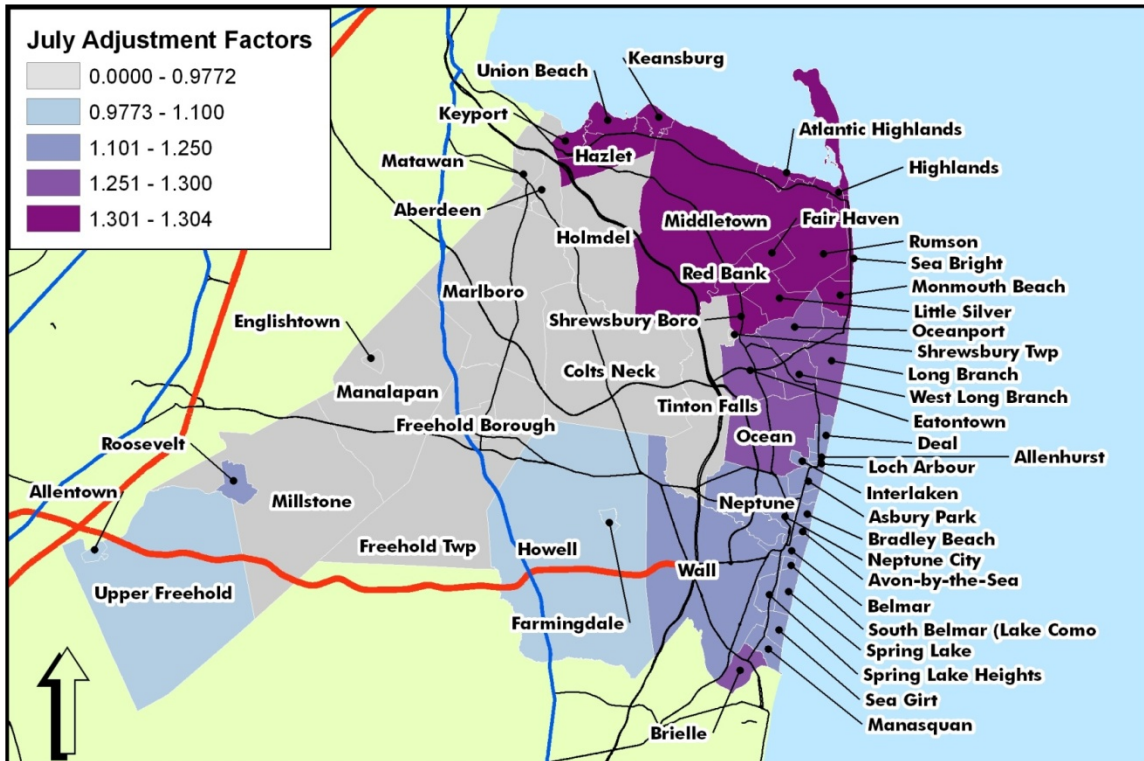 July Adjustment Factors
0.0000 - 0.9772
0.9773 - 1.100
1.101 - 1.250
1.251 - 1.300
1.301 - 1.304
Keansburg
Union Beach
Keyport
Atlantic Highlands
Hazlet
Matawan
Highlands
Aberdeen
Middletown
Fair Haven
Holmdel
Rumson
Sea Bright
Red Bank
Marlboro
Monmouth Beach
Little Silver
Englishtown
Shrewsbury Boro
Oceanport
Shrewsbury Twp
Colts Neck
Long Branch
Manalapan
West Long Branch
Tinton Falls
Eatontown
Freehold Borough
Ocean
Deal
Roosevelt
Allenhurst
Loch Arbour
Allentown
Interlaken
Millstone
Neptune
Asbury Park
Bradley Beach
Freehold Twp
Howell
Neptune City
Wall
Avon-by-the-Sea
Upper Freehold
Belmar
Farmingdale
South Belmar (Lake Como
Spring Lake
Spring Lake Heights
Sea Girt
Manasquan
Brielle